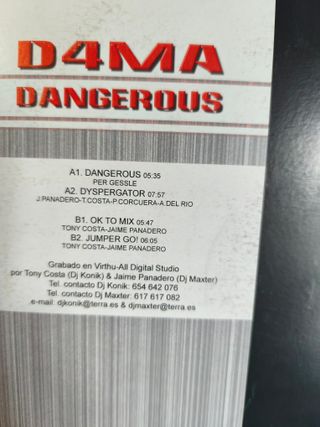 D4MA
DANGEROUS
A1. DANGEROUS 05:35
PER GESSLE
A2. DYSPERGATOR 07:57
J.PANADERO-T.COSTA-P.CORCUERA-A.DEL RIO
B1. OK TO MIX 05:47
TONY COSTA-JAIME PANADERO
B2. JUMPER GO! 06:05
TONY COSTA-JAIME PANADERO
Grabado en Virthu-All Digital Studio
por Tony Costa (Dj Konik) & Jaime Panadero (Dj Maxter)
Tel. contacto Dj Konik: 654 642 076
Tel. contacto Dj Maxter: 617 617 082
.e-mail: djkonik@terra.es & djmaxter@terra.es